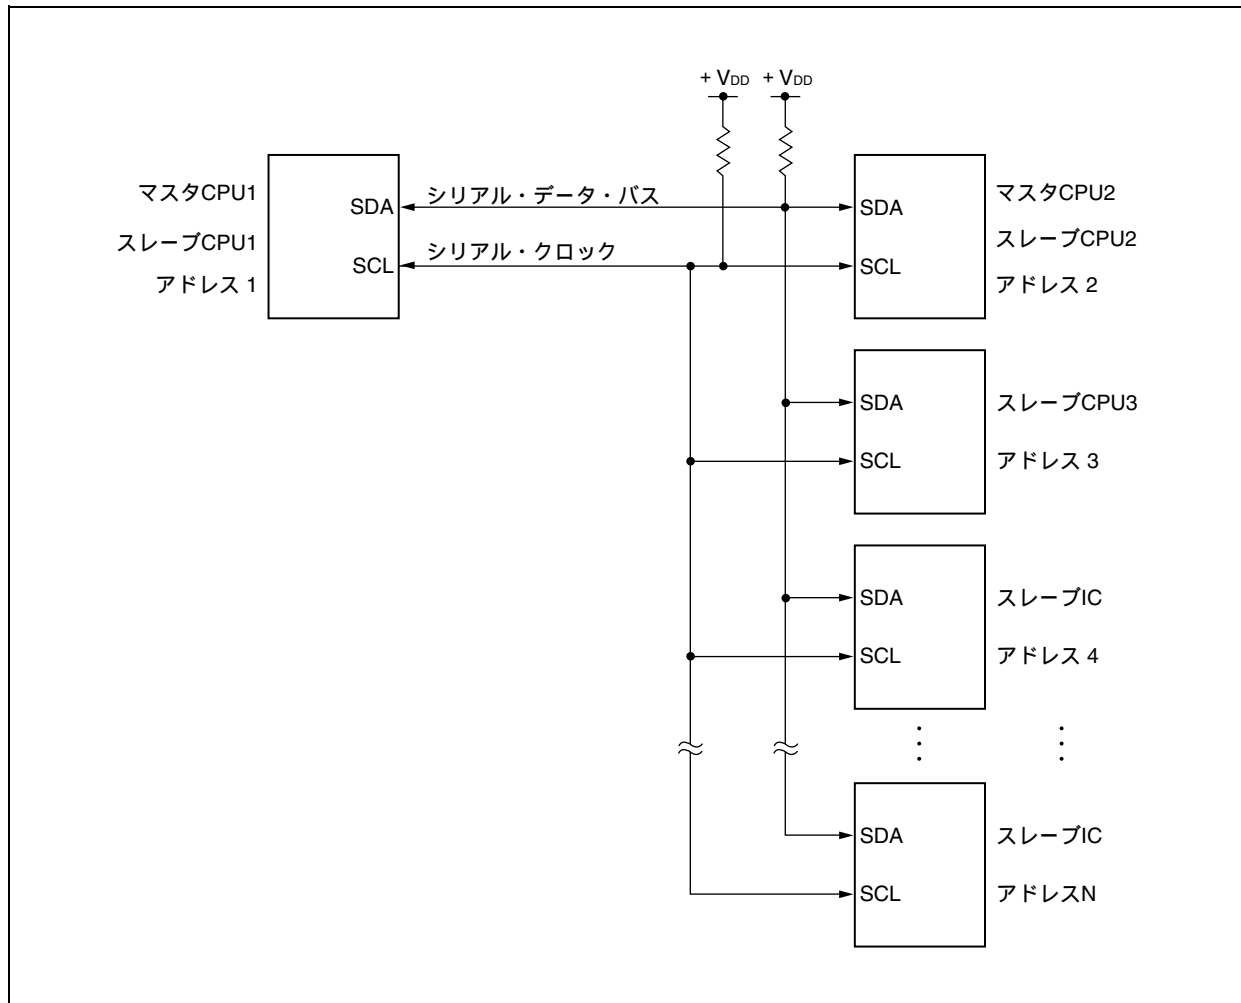 + VDD + VDD
マスタCPU1
スレーブCPU1
アドレス 1
SDA
SCL
シリアル・データ・バス
シリアル・クロック
SDA
SCL
マスタCPU2
スレーブCPU2
アドレス 2
SDA
SCL
スレーブCPU3
アドレス 3
SDA
SCL
スレーブIC
アドレス 4
SDA
SCL
スレーブIC
アドレスN